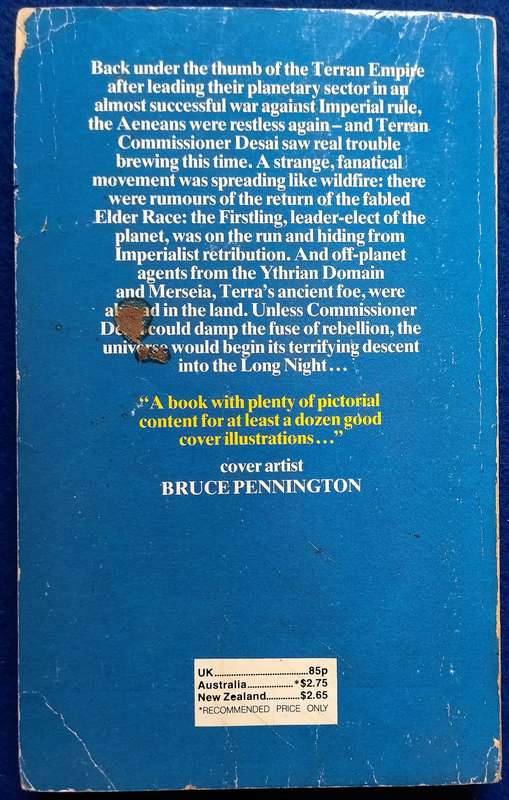 Back under the thumb of the Terran Empire
after leading their planetary sector in an
almost successful war against Imperial rule,
the Aeneans were restless again – and Terran
Commissioner Desai saw real trouble
brewing this time. A strange, fanatical
movement was spreading like wildfire: there
were rumours of the return of the fabled
Elder Race: the Firstling, leader-elect of the
planet, was on the run and hiding from
Imperialist retribution. And off-planet
agents from the Ythrian Domain
and Merseia, Terra's ancient foe, were
in the land. Unless Commissioner
could damp the fuse of rebellion, the
universe would begin its terrifying descent
into the Long Night...
“A book with plenty of pictorial
content for at least a dozen good
cover illustrations...”
cover artist
BRUCE PENNINGTON
UK......................................85p
Australia...................*$2.75
New Zealand.............$2.65
*RECOMMENDED PRICE ONLY